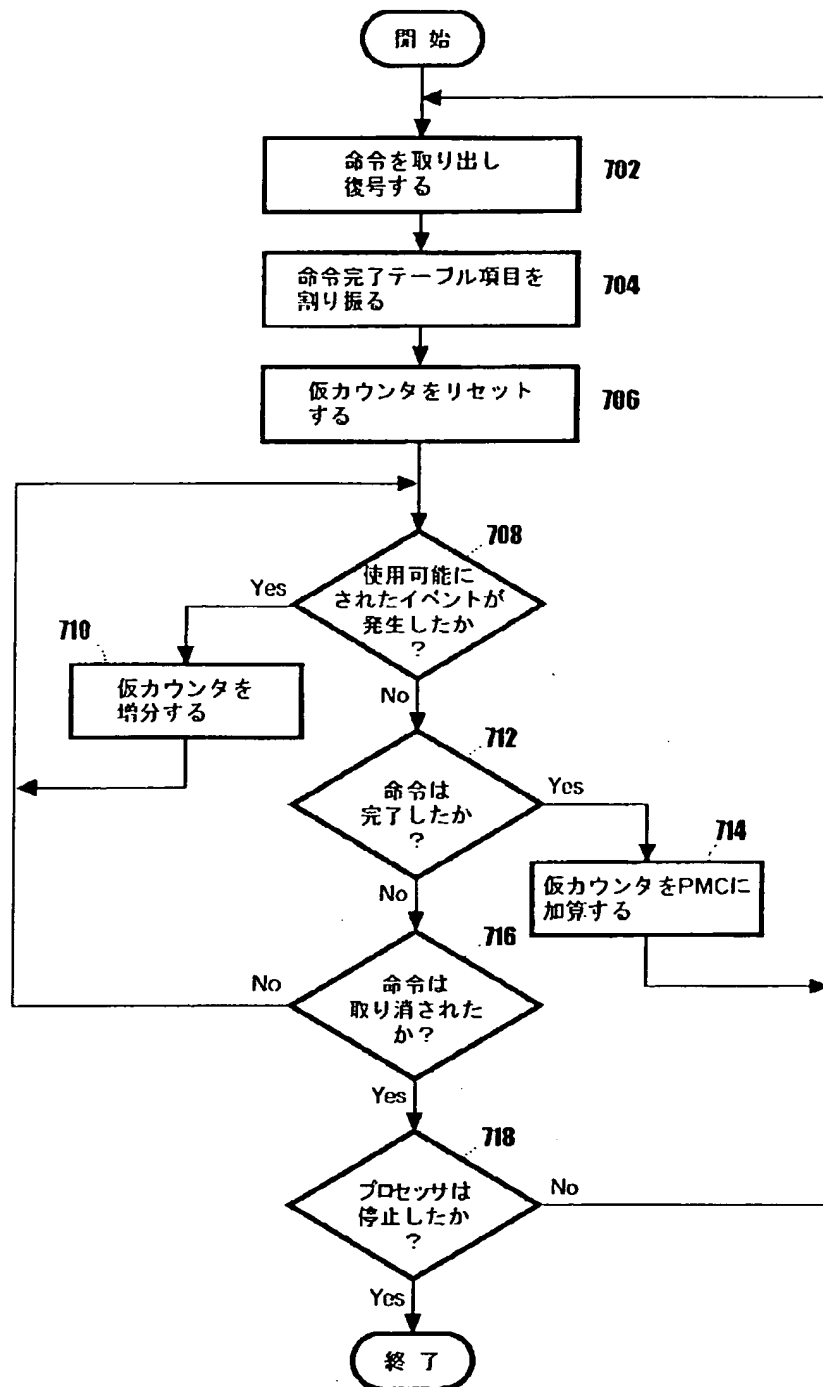 開始
命令を取り出し
復号する
702
命令完了テーブル項目を
割り振る
704
仮カウンタをリセット
する
706
708
使用可能に
されたイベントが
発生したか
?
Yes
710
仮カウンタを
増分する
No
712
命令は
完了したか
?
Yes
714
仮カウンタをPMCに
加算する
No
716
命令は
取り消された
か?
No
Yes
718
プロセッサは
停止したか
?
No
Yes
終了